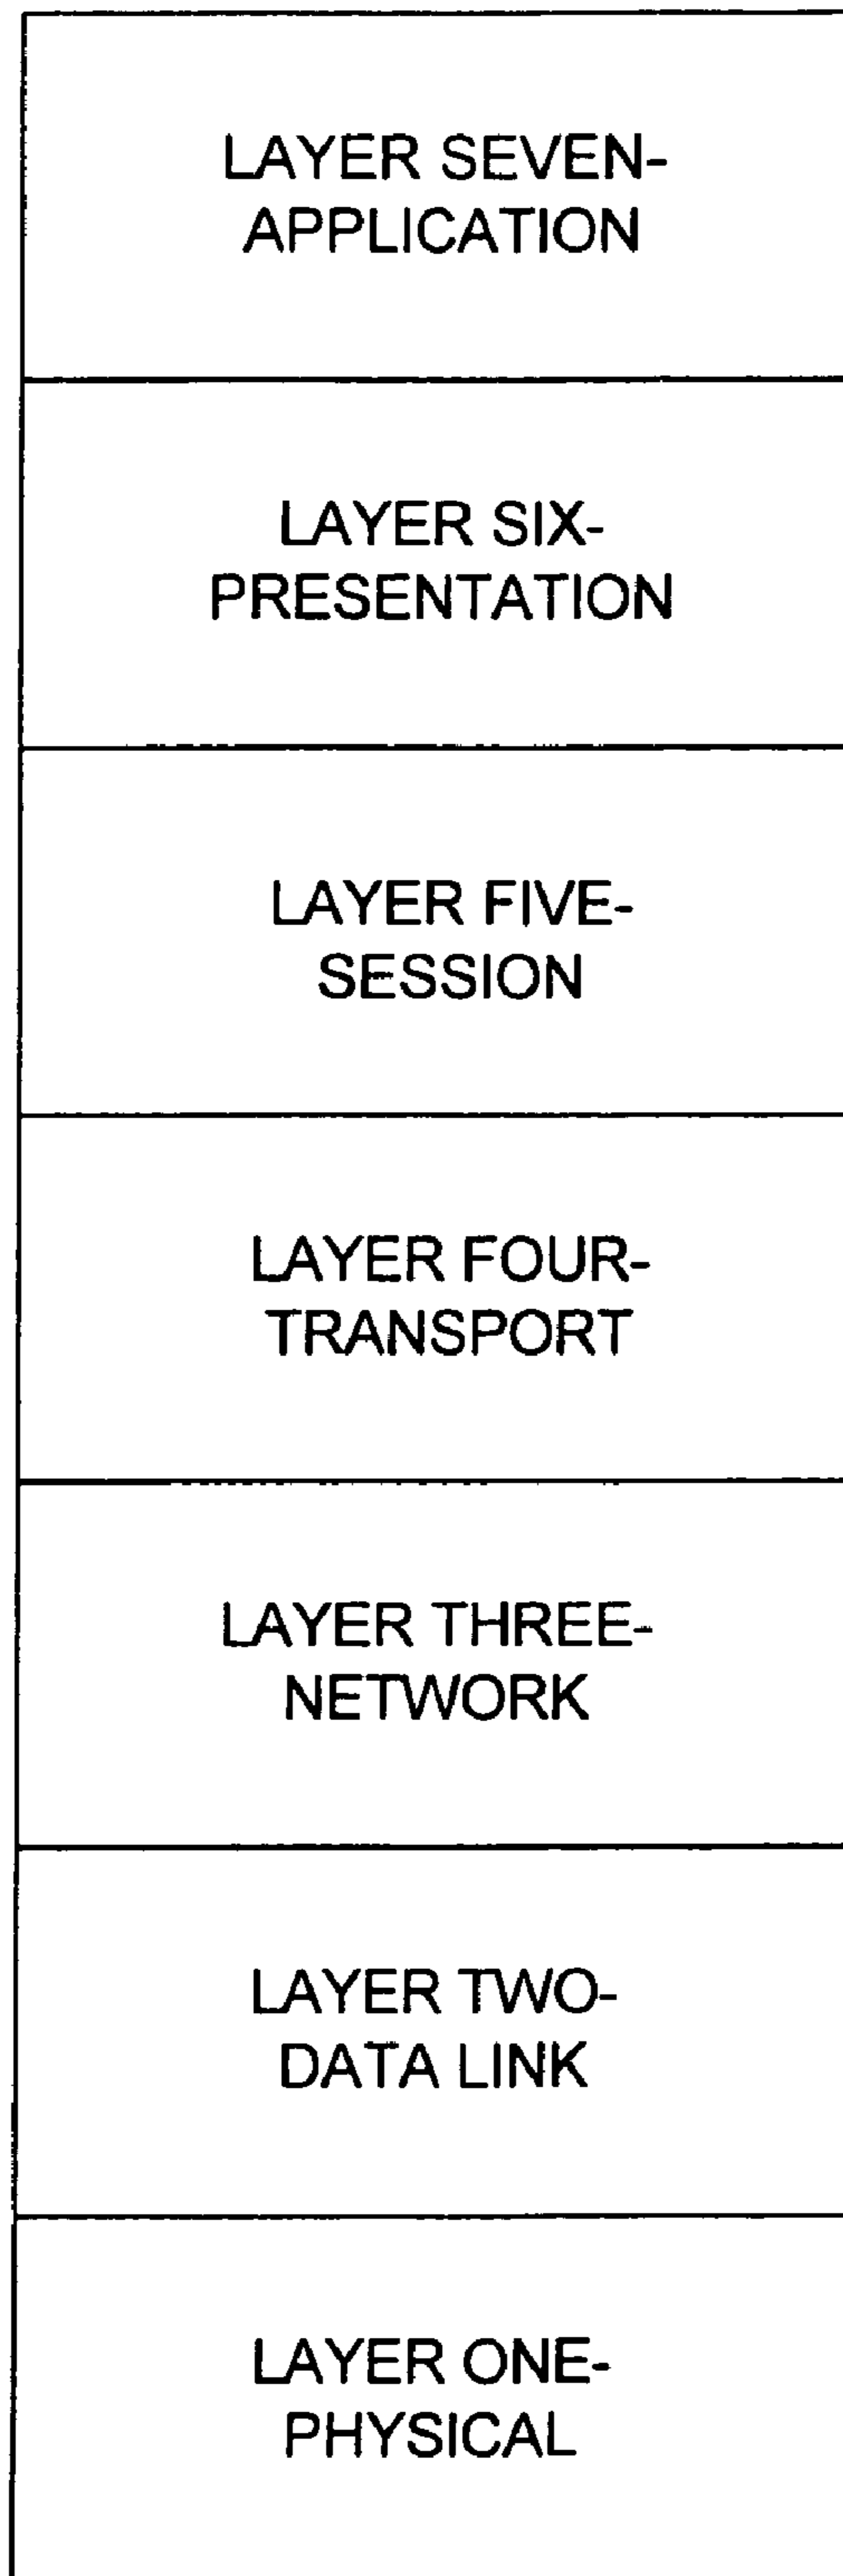 LAYER SEVEN-
APPLICATION
LAYER SIX-
PRESENTATION
LAYER FIVE-
SESSION
LAYER FOUR-
TRANSPORT
LAYER THREE-
NETWORK
LAYER TWO-
DATA LINK
LAYER ONE-
PHYSICAL